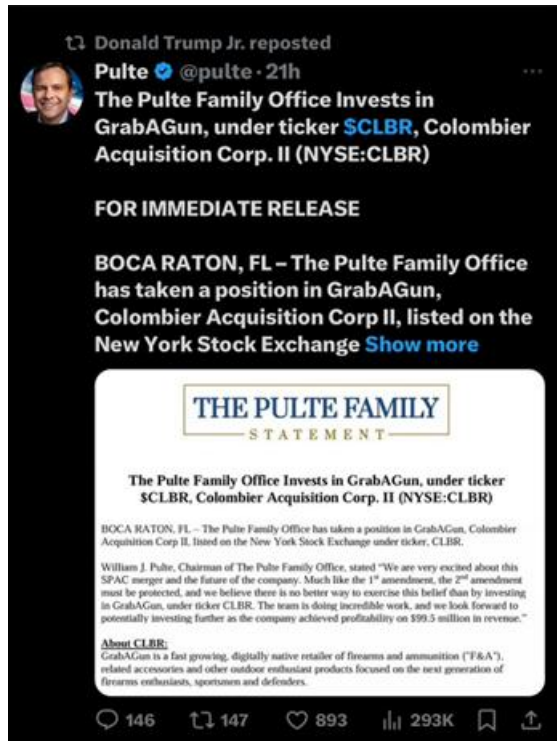 Donald Trump Jr. reposted
Pulte @pulte · 21h
The Pulte Family Office Invests in
GrabAGun, under ticker $CLBR, Colombier
Acquisition Corp. II (NYSE:CLBR)
FOR IMMEDIATE RELEASE
BOCA RATON, FL – The Pulte Family Office
has taken a position in GrabAGun,
Colombier Acquisition Corp II, listed on the
New York Stock Exchange Show more
THE PULTE FAMILY
STATEMENT
The Pulte Family Office Invests in GrabAGun, under ticker
$CLBR, Colombier Acquisition Corp. II (NYSE:CLBR)
BOCA RATON, FL – The Pulte Family Office has taken a position in GrabAGun, Colombier
Acquisition Corp II, listed on the New York Stock Exchange under ticker, CLBR.
William J. Pulte, Chairman of The Pulte Family Office, stated “We are very excited about this
SPAC merger and the future of the company. Much like the 1st amendment, the 2nd amendment
must be protected, and we believe there is no better way to exercise this belief than by investing
in GrabAGun, under ticker CLBR. The team is doing incredible work, and we look forward to
potentially investing further as the company achieved profitability on $99.5 million in revenue.”
About CLBR:
GrabAGun is a fast growing, digitally native retailer of firearms and ammunition ("F&A"),
related accessories and other outdoor enthusiast products focused on the next generation of
firearms enthusiasts, sportsmen and defenders.
146 147 893 293K